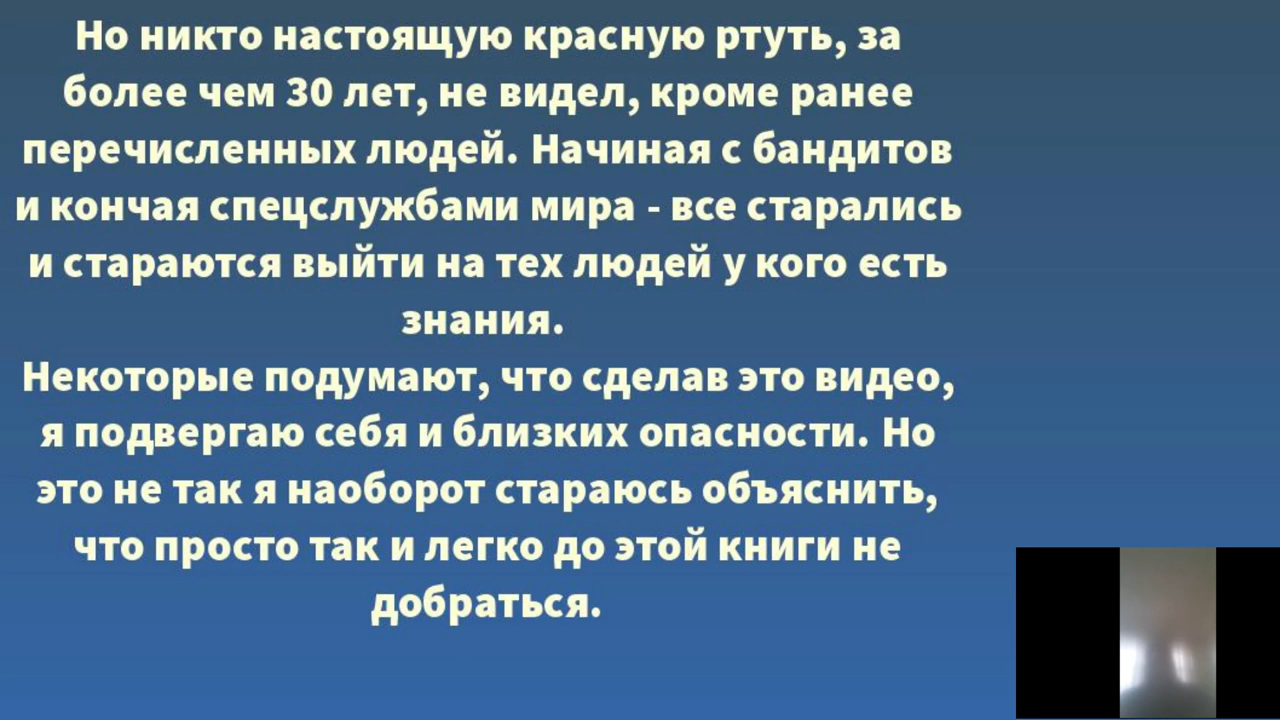 Но никто настоящую красную ртуть, за
более чем 30 лет, не видел, кроме ранее
перечисленных людей. Начиная с бандитов
и кончая спецслужбами мира - все старались
и стараются выйти на тех людей у кого есть
знания.
Некоторые подумают, что сделав это видео,
я подвергаю себя и близких опасности. Но
это не так я наоборот стараюсь объяснить,
что просто так и легко до этой книги не
добраться.